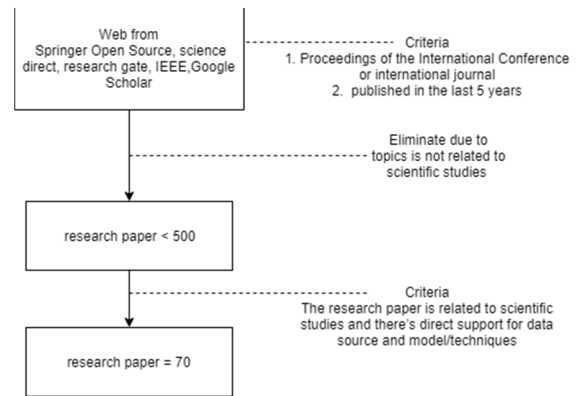 Web from
Springer Open Source, science
direct, research gate, IEEE,Google
Scholar
Criteria
1. Proceedings of the International Conference
or international journal
2. published in the last 5 years
Eliminate due to
topics is not related to
scientific studies
research paper < 500
Criteria
The research paper is related to scientific
studies and there's direct support for data
source and model/techniques
research paper = 70